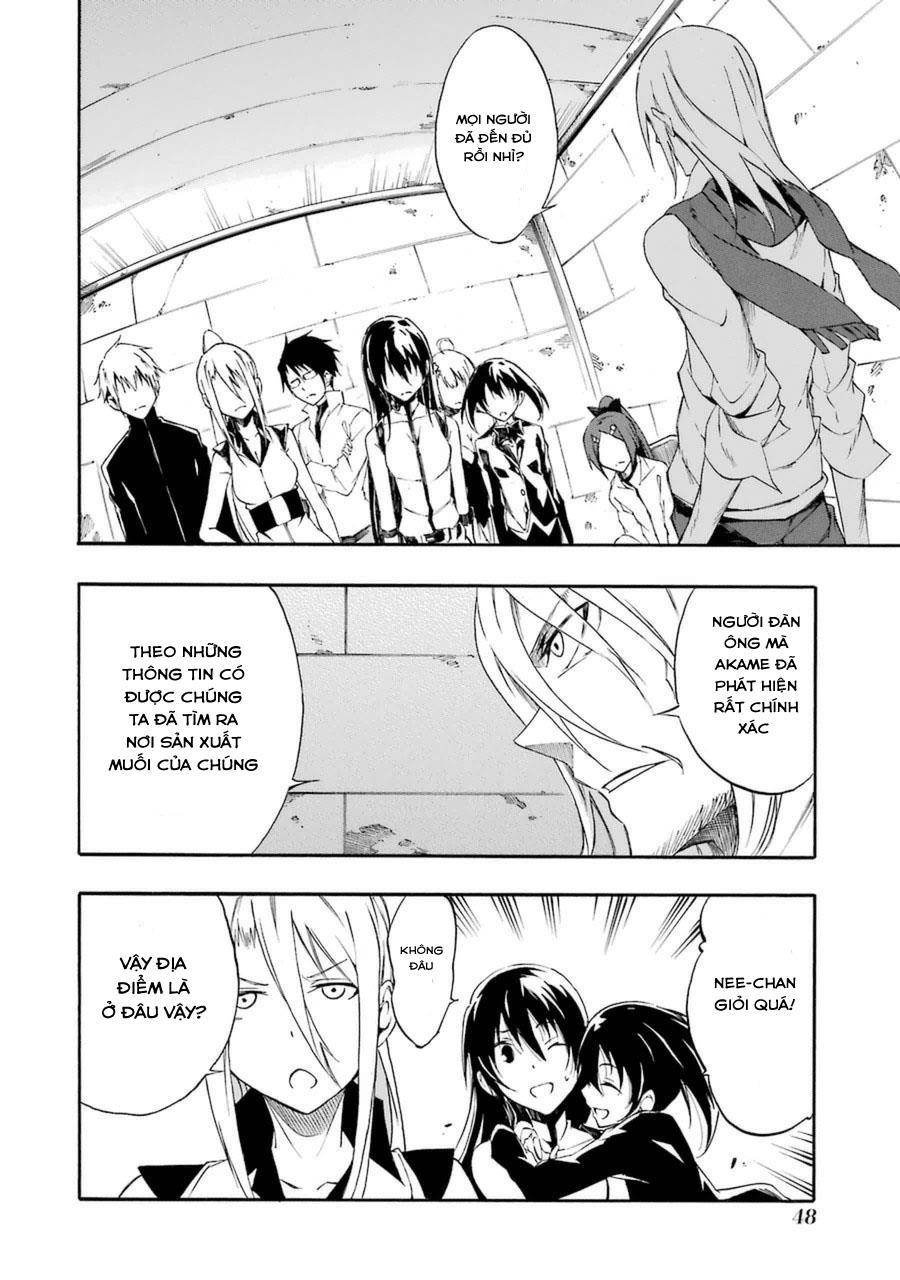 MỌI NGƯỜI
ĐÃ ĐẾN ĐỦ
RỒI NHỈ?
NGƯỜI ĐÀN
ÔNG MÀ
AKAME ĐÃ
PHÁT HIỆN
RẤT CHÍNH
XÁC
THEO NHỮNG
THÔNG TIN CÓ
ĐƯỢC CHÚNG
TA ĐÃ TÌM RA
NƠI SẢN XUẤT
MUỐI CỦA CHÚNG
NEE-CHAN
GIỎI QUÁ!
KHÔNG
ĐÂU
VẬY ĐỊA
ĐIỂM LÀ
Ở ĐÂU VẬY?
48